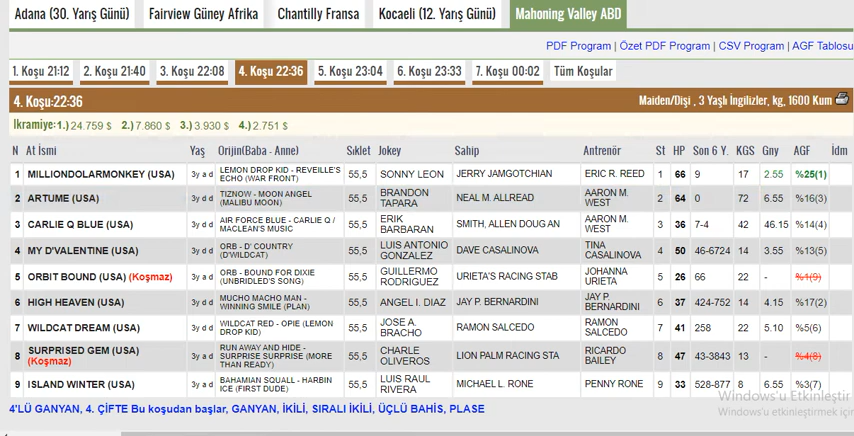 Adana (30. Yarış Günü) Fairview Güney Afrika Chantilly Fransa Kocaeli (12. Yarış Günü) Mahoning Valley ABD
PDF Program | Özet PDF Program | CSV Program | AGF Tablosu
1. Koşu 21:12 2. Koşu 21:40 3. Koşu 22:08 4. Koşu 22:36 5. Koşu 23:04 6. Koşu 23:33 7. Koşu 00:02 Tüm Koşular
4. Koşu:22:36 Maiden/Dişi , 3 Yaşlı İngilizler, kg, 1600 Kum
İkramiye: 1.) 24.759 $ 2.) 7.860 $ 3.) 3.930 $ 4.) 2.751 $
N At İsmi Yaş Orijin(Baba - Anne) Sıklet Jokey Sahip Antrenör St HP Son 6 Y. KGS Gny AGF İdm
1 MILLIONDOLARMONKEY (USA) 3y a d LEMON DROP KID - REVEILLE'S ECHO (WAR FRONT) 55,5 SONNY LEON JERRY JAMGOTCHIAN ERIC R. REED 1 66 9 17 2.55 %25(1)
2 ARTUME (USA) 3y d d TIZNOW - MOON ANGEL (MALIBU MOON) 55,5 BRANDON TAPARA NEAL M. ALLREAD AARON M. WEST 2 64 0 72 6.55 %16(3)
3 CARLIE Q BLUE (USA) 3y d d AIR FORCE BLUE - CARLIE Q / MACLEAN'S MUSIC 55,5 ERIK BARBARAN SMITH, ALLEN DOUG AN AARON M. WEST 3 36 7-4 42 46.15 %14(4)
4 MY D'VALENTINE (USA) 3y d d ORB - D' COUNTRY (D'WILDCAT) 55,5 LUIS ANTONIO GONZALEZ DAVE CASALINOVA TINA CASALINOVA 4 50 46-6724 14 3.55 %13(5)
5 ORBIT BOUND (USA) (Koşmaz) 3y a d ORB - BOUND FOR DIXIE (UNBRIDLED'S SONG) 55,5 GUILLERMO RODRIGUEZ URIETA'S RACING STAB JOHANNA URIETA 5 26 66 22 - %1(9)
6 HIGH HEAVEN (USA) 3y d d MUCHO MACHO MAN - WINNING SMILE (PLAN) 55,5 ANGEL I. DIAZ JAY P. BERNARDINI JAY P. BERNARDINI 6 37 424-752 14 4.15 %17(2)
7 WILDCAT DREAM (USA) 3y d d WILDCAT RED - OPIE (LEMON DROP KID) 55,5 JOSE A. BRACHO RAMON SALCEDO RAMON SALCEDO 7 41 258 22 5.10 %5(6)
8 SURPRISED GEM (USA) (Koşmaz) 3y a d RUN AWAY AND HIDE - SURPRISE SURPRISE (MORE THAN READY) 55,5 CHARLE OLIVEROS LION PALM RACING STA RICARDO BAILEY 8 47 43-3843 13 - %4(8)
9 ISLAND WINTER (USA) 3y a d BAHAMIAN SQUALL - HARBIN ICE (FIRST DUDE) 55,5 LUIS RAUL RIVERA MICHAEL L. RONE PENNY RONE 9 33 528-877 8 6.55 %3(7)
4'LÜ GANYAN, 4. ÇİFTE Bu koşudan başlar, GANYAN, İKİLİ, SIRALI İKİLİ, ÜÇLÜ BAHİS, PLASE
Windows'u Etkinleştir
Windows'u etkinleştirmek için